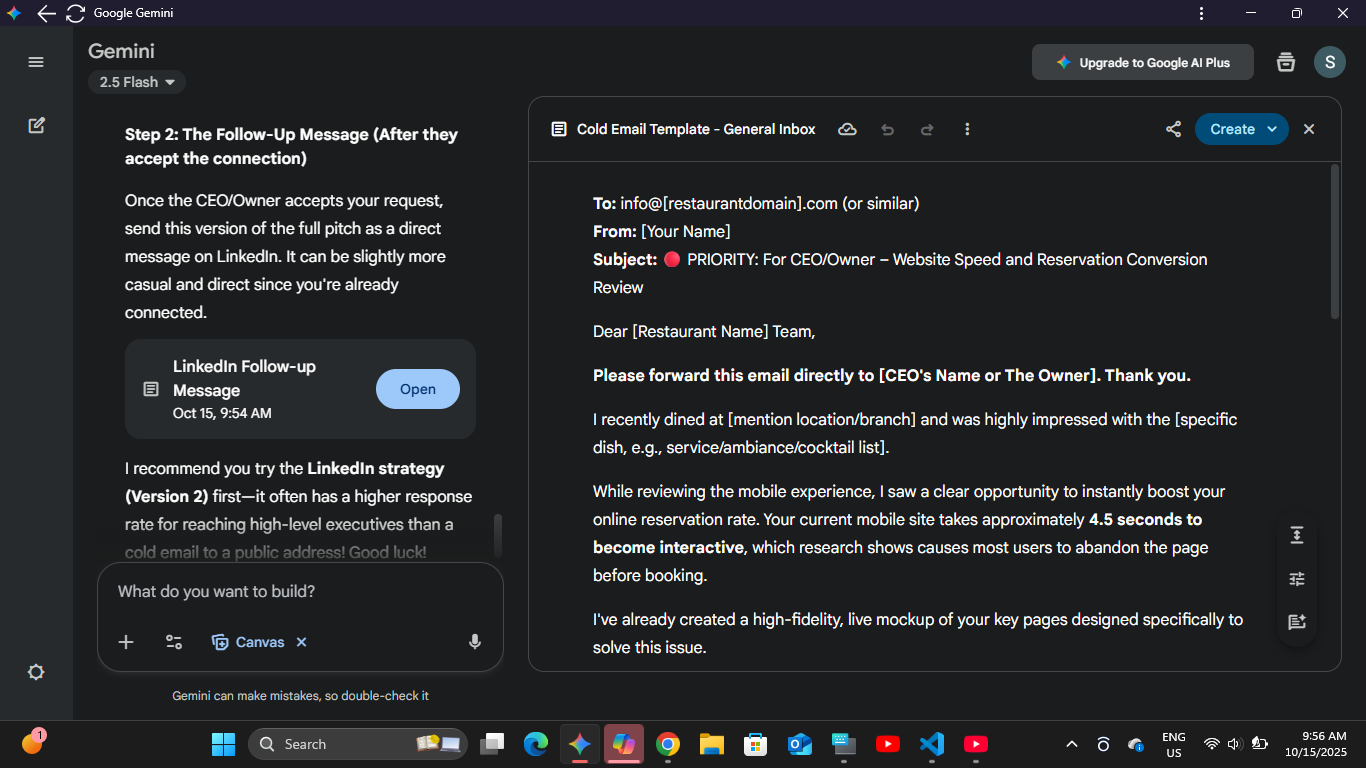 Google Gemini
Gemini
2.5 Flash
Upgrade to Google AI Plus
S
Step 2: The Follow-Up Message (After they
accept the connection)
Once the CEO/Owner accepts your request,
send this version of the full pitch as a direct
message on LinkedIn. It can be slightly more
casual and direct since you're already
connected.
LinkedIn Follow-up
Message
Oct 15, 9:54 AM
Open
I recommend you try the LinkedIn strategy
(Version 2) first—it often has a higher response
rate for reaching high-level executives than a
cold email to a public address! Good luck!
What do you want to build?
Canvas
Gemini can make mistakes, so double-check it
Cold Email Template - General Inbox
Create
To: info@[restaurantdomain].com (or similar)
From: [Your Name]
Subject: 🔴 PRIORITY: For CEO/Owner – Website Speed and Reservation Conversion
Review
Dear [Restaurant Name] Team,
Please forward this email directly to [CEO's Name or The Owner]. Thank you.
I recently dined at [mention location/branch] and was highly impressed with the [specific
dish, e.g., service/ambiance/cocktail list].
While reviewing the mobile experience, I saw a clear opportunity to instantly boost your
online reservation rate. Your current mobile site takes approximately 4.5 seconds to
become interactive, which research shows causes most users to abandon the page
before booking.
I've already created a high-fidelity, live mockup of your key pages designed specifically to
solve this issue.
1
Search
ENG
US
9:56 AM
10/15/2025